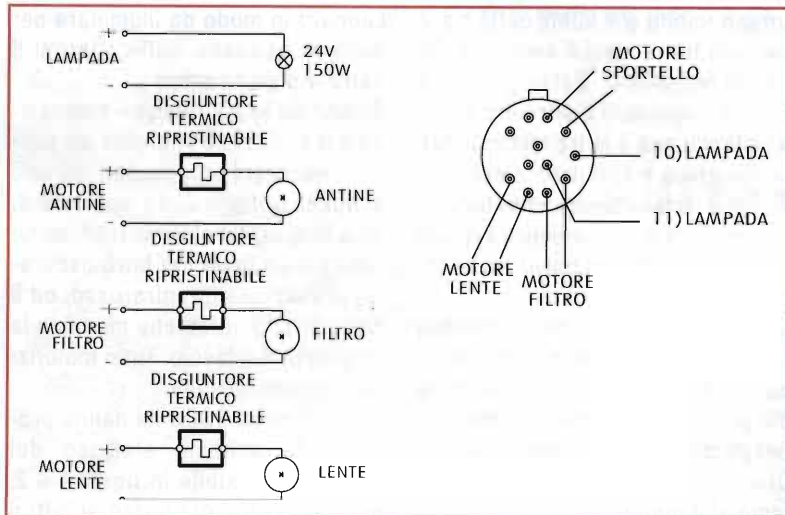 +
LAMPADA
-
24V
150W
DISGIUNTORE
TERMICO
RIPRISTINABILE
+
MOTORE
ANTINE
-
ANTINE
DISGIUNTORE
TERMICO
RIPRISTINABILE
+
MOTORE
FILTRO
-
FILTRO
DISGIUNTORE
TERMICO
RIPRISTINABILE
+
MOTORE
LENTE
-
LENTE
MOTORE
SPORTELLO
10) LAMPADA
11) LAMPADA
MOTORE
LENTE
MOTORE
FILTRO